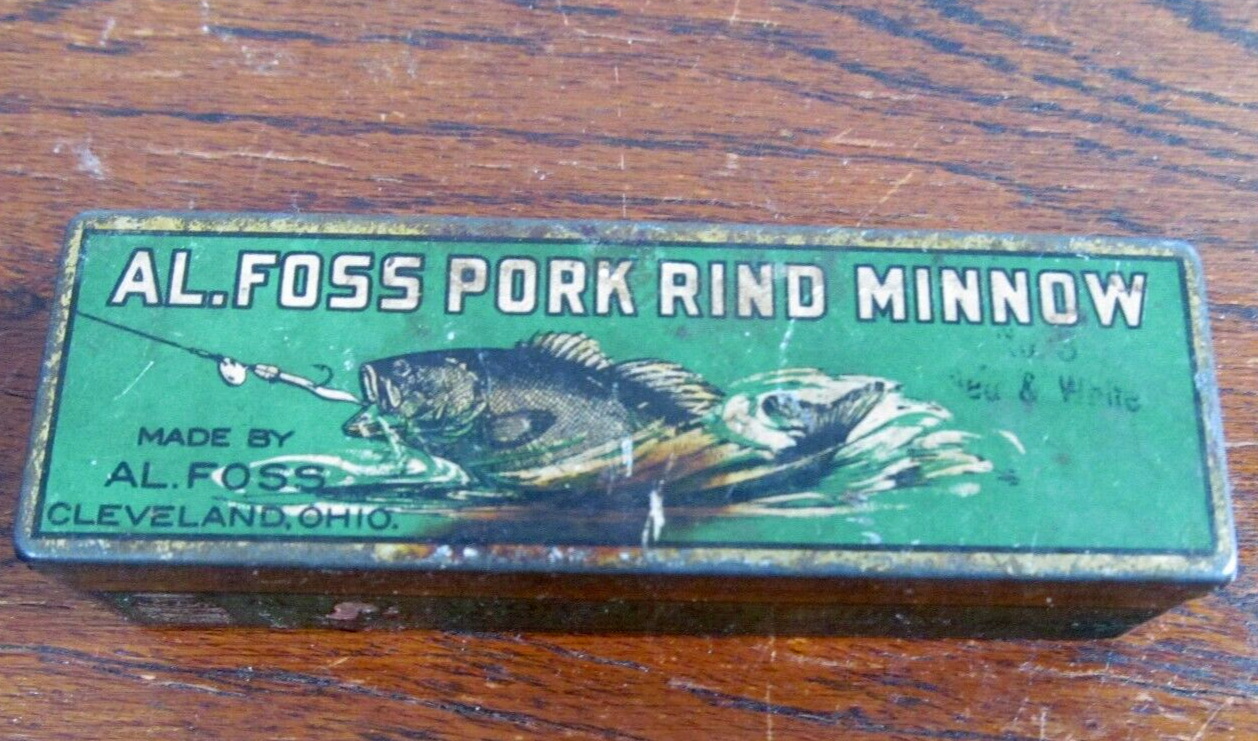 AL. FOSS PORK RIND MINNOW
& White
MADE BY
AL. FOSS
CLEVELAND, OHIO.